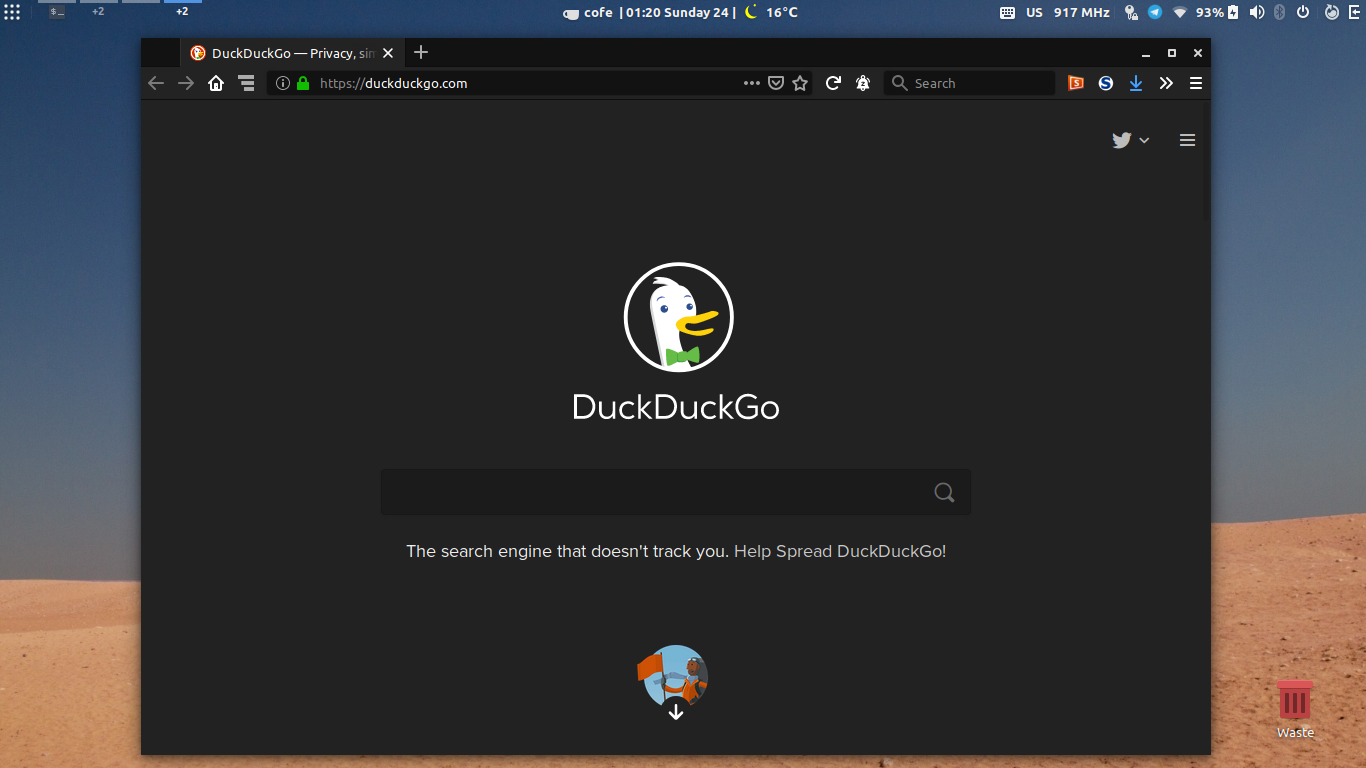 $_ +2 +2 cofe | 01:20 Sunday 24 | 16°C US 917 MHz 93%
DuckDuckGo — Privacy, sim
https://duckduckgo.com Search
DuckDuckGo
The search engine that doesn't track you. Help Spread DuckDuckGo!
Waste